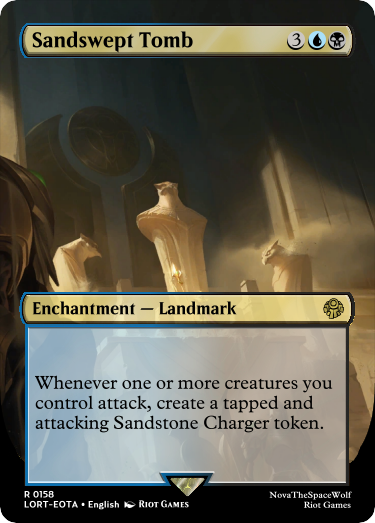 Sandswept Tomb 3
Enchantment — Landmark
Whenever one or more creatures you
control attack, create a tapped and
attacking Sandstone Charger token.
R 0158
LORT-EOTA • English RIOT GAMES
NovaTheSpaceWolf
Riot Games